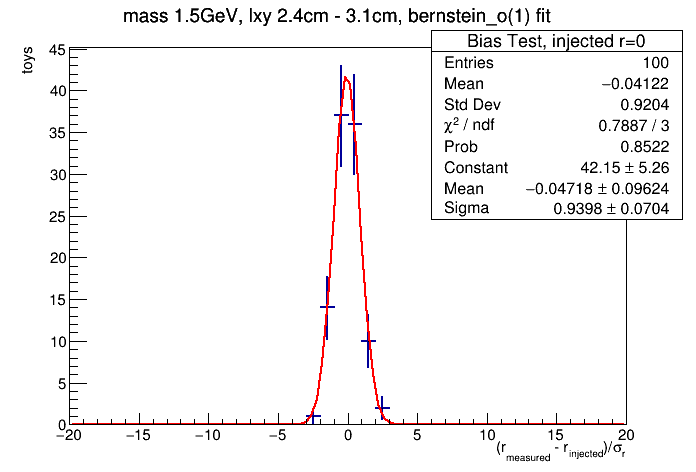 mass 1.5GeV, lxy 2.4cm - 3.1cm, bernstein_o(1) fit
Bias Test, injected r=0
Entries 100
Mean −0.04122
Std Dev 0.9204
χ² / ndf 0.7887 / 3
Prob 0.8522
Constant 42.15 ± 5.26
Mean −0.04718 ± 0.09624
Sigma 0.9398 ± 0.0704
toys
45
40
35
30
25
20
15
10
5
0
−20 −15 −10 −5 0 5 10 15 20
(r_measured - r_injected)/σ_r